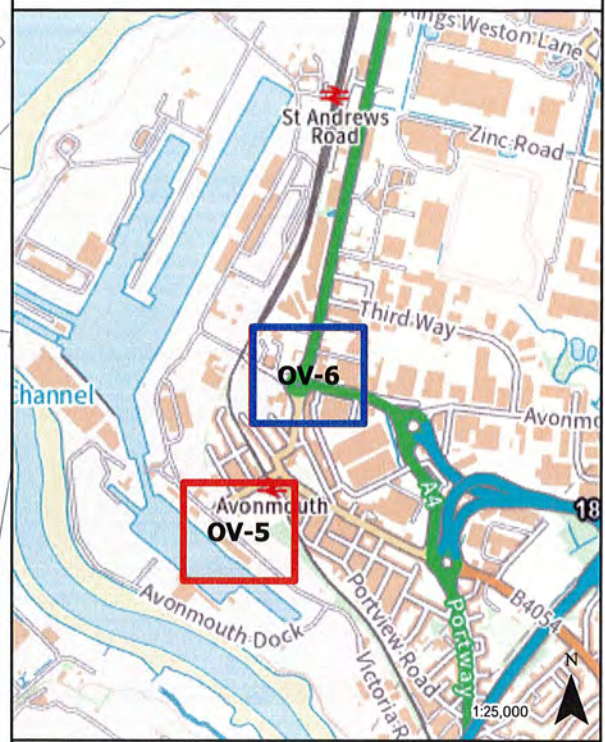 Kings Weston Lane
St Andrews
Road
Zinc Road
Third Way
OV-6
Channel
Avonmo
18
Avonmouth
OV-5
A4
Avonmouth Dock
B4054
Portview Road
Portway
Victoria R
N
1:25,000